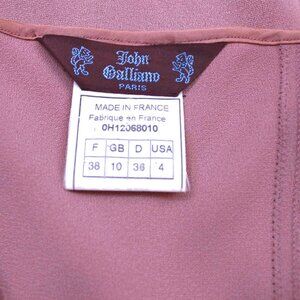 John
Galliano
PARIS
MADE IN FRANCE
Fabriqué en France
0H12068010
F GB D USA
38 10 36 4